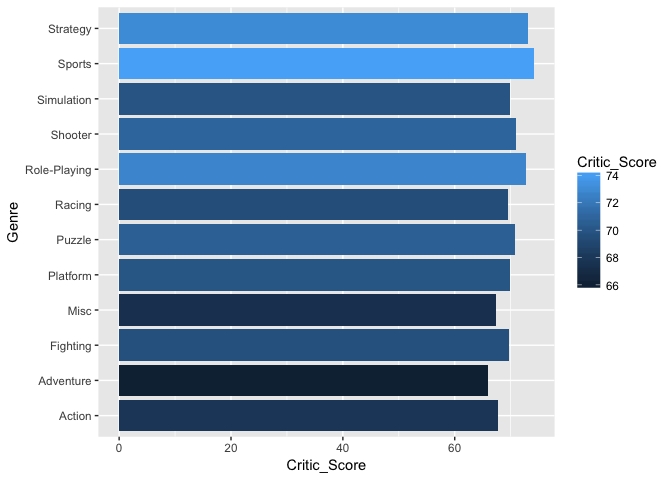 Strategy
Sports
Simulation
Shooter
Role-Playing
Racing
Puzzle
Platform
Misc
Fighting
Adventure
Action
Genre
0 20 40 60
Critic_Score
Critic_Score
74
72
70
68
66